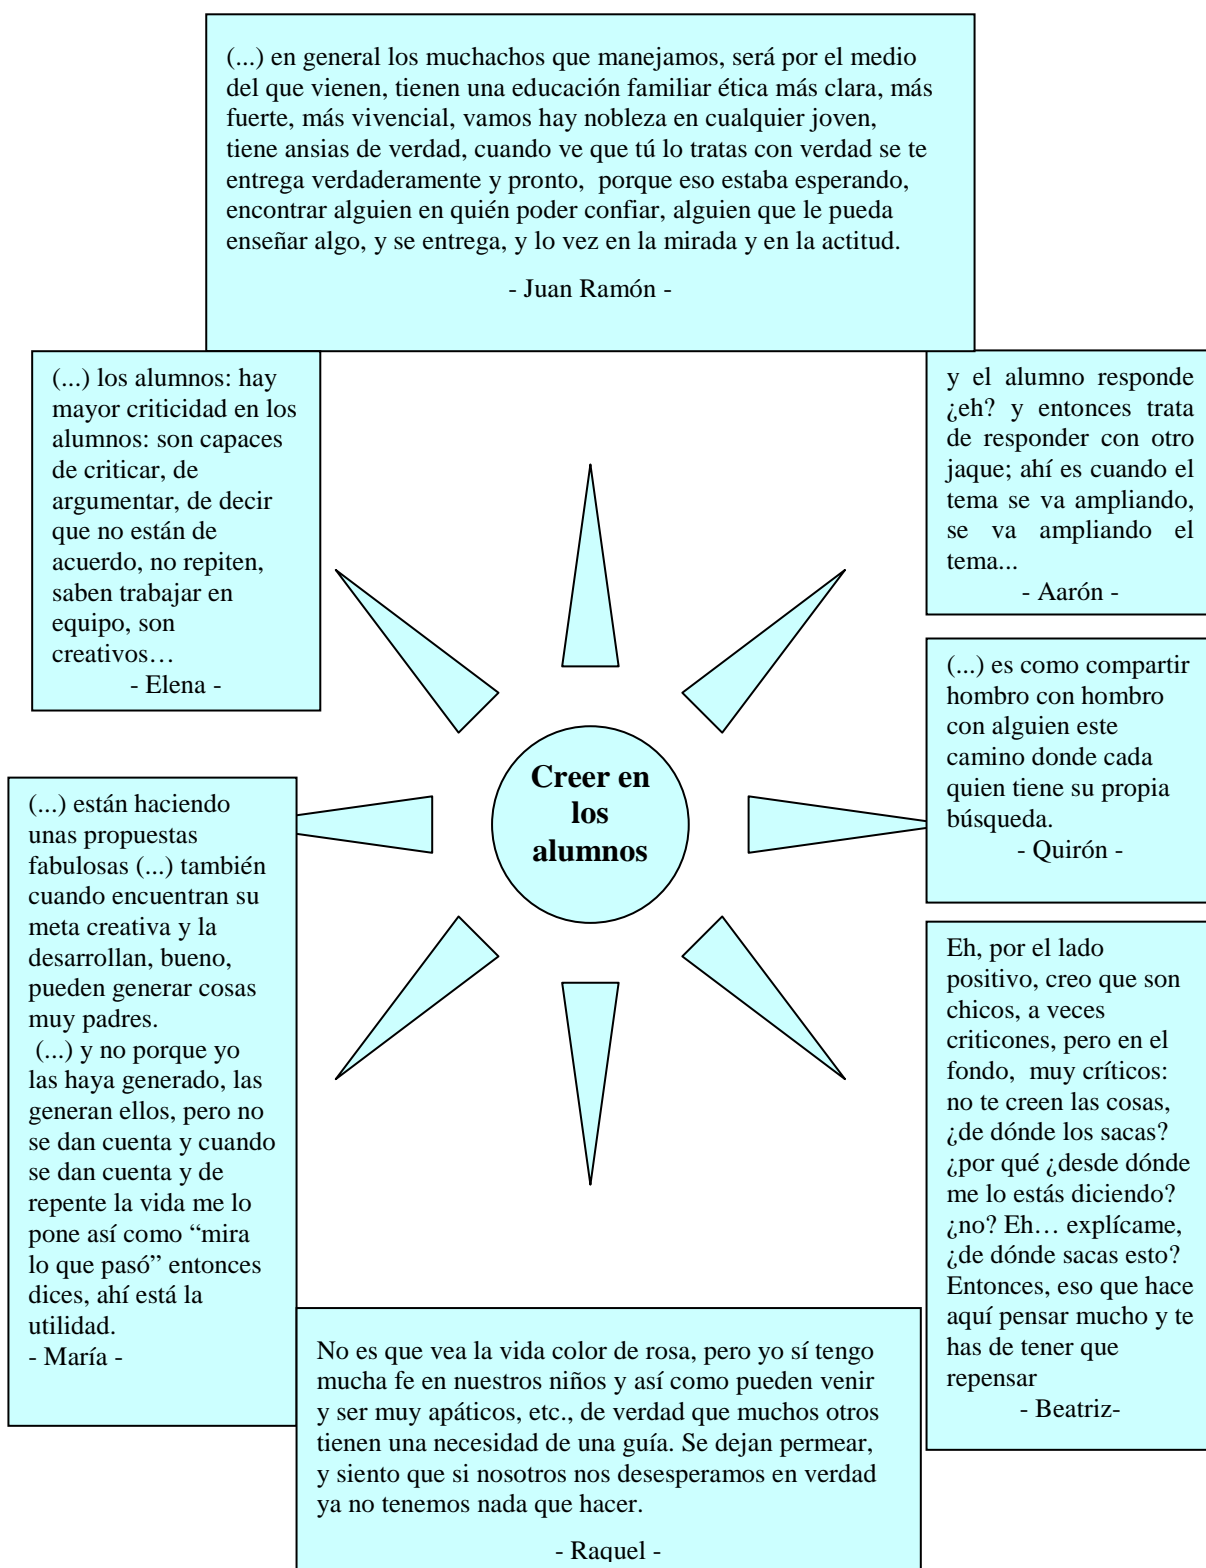 (...) en general los muchachos que manejamos, será por el medio
del que vienen, tienen una educación familiar ética más clara, más
fuerte, más vivencial, vamos hay nobleza en cualquier joven,
tiene ansias de verdad, cuando ve que tú lo tratas con verdad se te
entrega verdaderamente y pronto, porque eso estaba esperando,
encontrar alguien en quién poder confiar, alguien que le pueda
enseñar algo, y se entrega, y lo vez en la mirada y en la actitud.
- Juan Ramón -
(...) los alumnos: hay
mayor criticidad en los
alumnos: son capaces
de criticar, de
argumentar, de decir
que no están de
acuerdo, no repiten,
saben trabajar en
equipo, son
creativos…
- Elena -
y el alumno responde
¿eh? y entonces trata
de responder con otro
jaque; ahí es cuando el
tema se va ampliando,
se va ampliando el
tema...
- Aarón -
(...) es como compartir
hombro con hombro
con alguien este
camino donde cada
quien tiene su propia
búsqueda.
- Quirón -
Creer en
los
alumnos
(...) están haciendo
unas propuestas
fabulosas (...) también
cuando encuentran su
meta creativa y la
desarrollan, bueno,
pueden generar cosas
muy padres.
(...) y no porque yo
las haya generado, las
generan ellos, pero no
se dan cuenta y cuando
se dan cuenta y de
repente la vida me lo
pone así como “mira
lo que pasó” entonces
dices, ahí está la
utilidad.
- María -
Eh, por el lado
positivo, creo que son
chicos, a veces
criticones, pero en el
fondo, muy críticos:
no te creen las cosas,
¿de dónde los sacas?
¿por qué ¿desde dónde
me lo estás diciendo?
¿no? Eh… explícame,
¿de dónde sacas esto?
Entonces, eso que hace
aquí pensar mucho y te
has de tener que
repensar
- Beatriz-
No es que vea la vida color de rosa, pero yo sí tengo
mucha fe en nuestros niños y así como pueden venir
y ser muy apáticos, etc., de verdad que muchos otros
tienen una necesidad de una guía. Se dejan permear,
y siento que si nosotros nos desesperamos en verdad
ya no tenemos nada que hacer.
- Raquel -